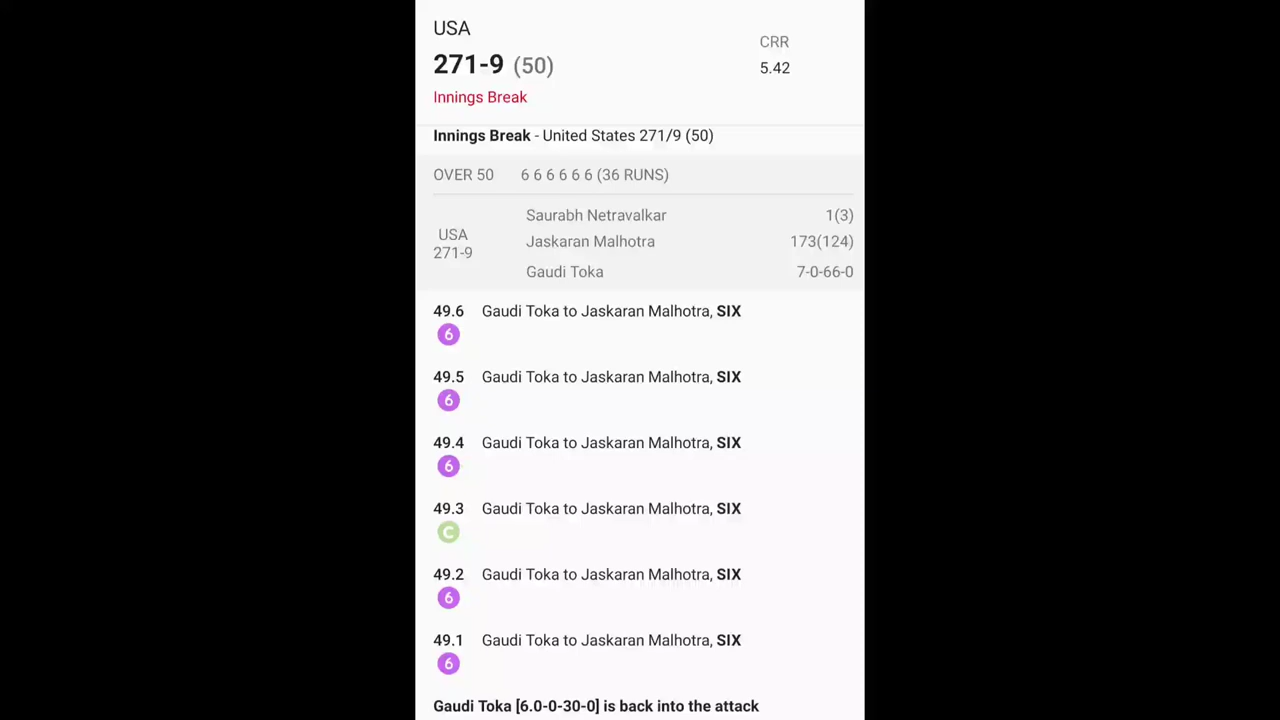 USA
271-9 (50)
CRR
5.42
Innings Break
Innings Break - United States 271/9 (50)
OVER 50 6 6 6 6 6 6 (36 RUNS)
USA
271-9
Saurabh Netravalkar 1(3)
Jaskaran Malhotra 173(124)
Gaudi Toka 7-0-66-0
49.6 Gaudi Toka to Jaskaran Malhotra, SIX
6
49.5 Gaudi Toka to Jaskaran Malhotra, SIX
6
49.4 Gaudi Toka to Jaskaran Malhotra, SIX
6
49.3 Gaudi Toka to Jaskaran Malhotra, SIX
C
49.2 Gaudi Toka to Jaskaran Malhotra, SIX
6
49.1 Gaudi Toka to Jaskaran Malhotra, SIX
6
Gaudi Toka [6.0-0-30-0] is back into the attack